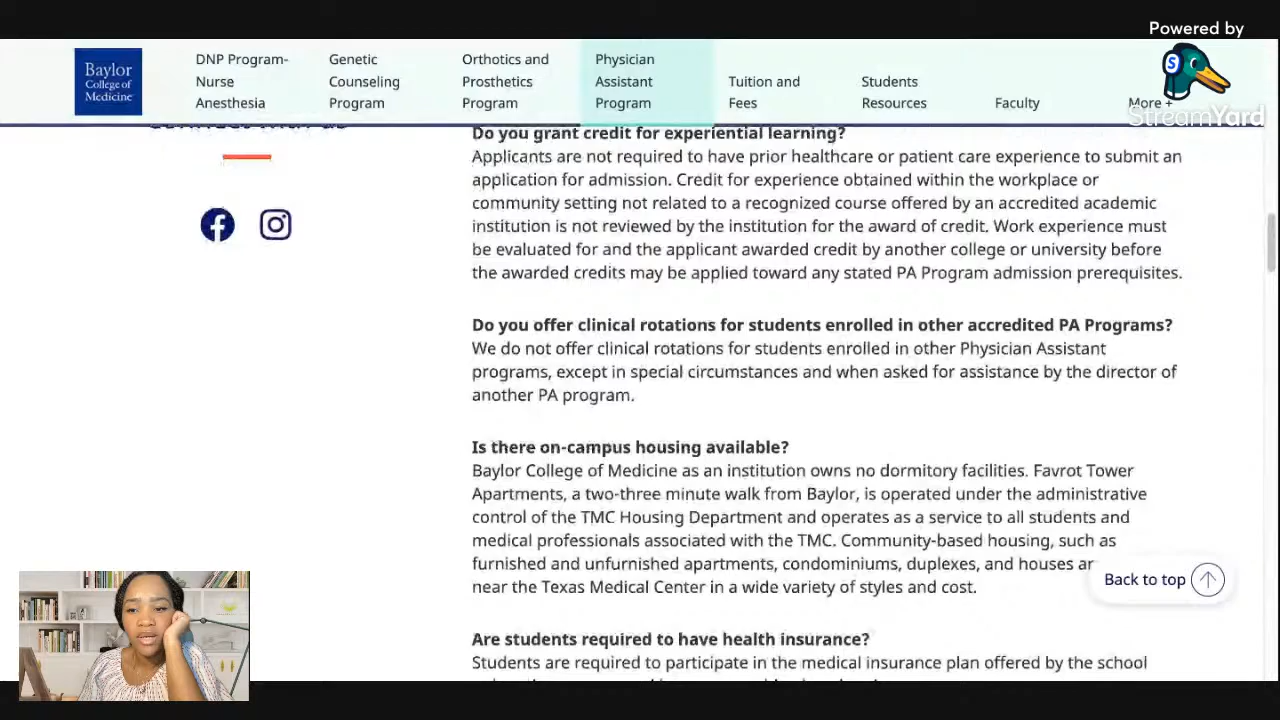 Powered by
StreamYard
Baylor
College of
Medicine
DNP Program-
Nurse
Anesthesia
Genetic
Counseling
Program
Orthotics and
Prosthetics
Program
Physician
Assistant
Program
Tuition and
Fees
Students
Resources
Faculty
More +
Do you grant credit for experiential learning?
Applicants are not required to have prior healthcare or patient care experience to submit an
application for admission. Credit for experience obtained within the workplace or
community setting not related to a recognized course offered by an accredited academic
institution is not reviewed by the institution for the award of credit. Work experience must
be evaluated for and the applicant awarded credit by another college or university before
the awarded credits may be applied toward any stated PA Program admission prerequisites.
Do you offer clinical rotations for students enrolled in other accredited PA Programs?
We do not offer clinical rotations for students enrolled in other Physician Assistant
programs, except in special circumstances and when asked for assistance by the director of
another PA program.
Is there on-campus housing available?
Baylor College of Medicine as an institution owns no dormitory facilities. Favrot Tower
Apartments, a two-three minute walk from Baylor, is operated under the administrative
control of the TMC Housing Department and operates as a service to all students and
medical professionals associated with the TMC. Community-based housing, such as
furnished and unfurnished apartments, condominiums, duplexes, and houses
near the Texas Medical Center in a wide variety of styles and cost.
Back to top
Are students required to have health insurance?
Students are required to participate in the medical insurance plan offered by the school